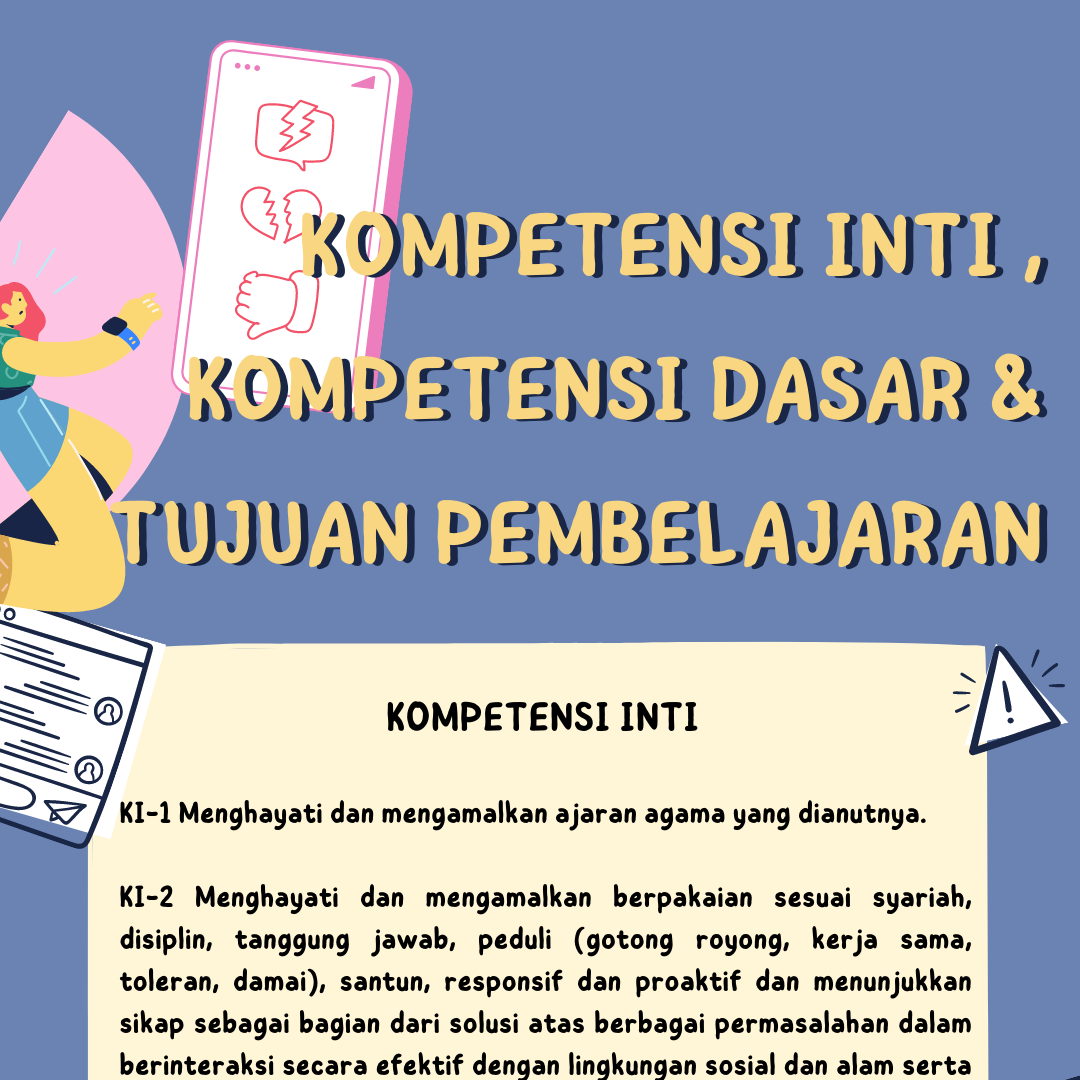 KOMPETENSI INTI ,
KOMPETENSI DASAR &
TUJUAN PEMBELAJARAN
KOMPETENSI INTI
KI-1 Menghayati dan mengamalkan ajaran agama yang dianutnya.
KI-2 Menghayati dan mengamalkan berpakaian sesuai syariah,
disiplin, tanggung jawab, peduli (gotong royong, kerja sama,
toleran, damai), santun, responsif dan proaktif dan menunjukkan
sikap sebagai bagian dari solusi atas berbagai permasalahan dalam
berinteraksi secara efektif dengan lingkungan sosial dan alam serta